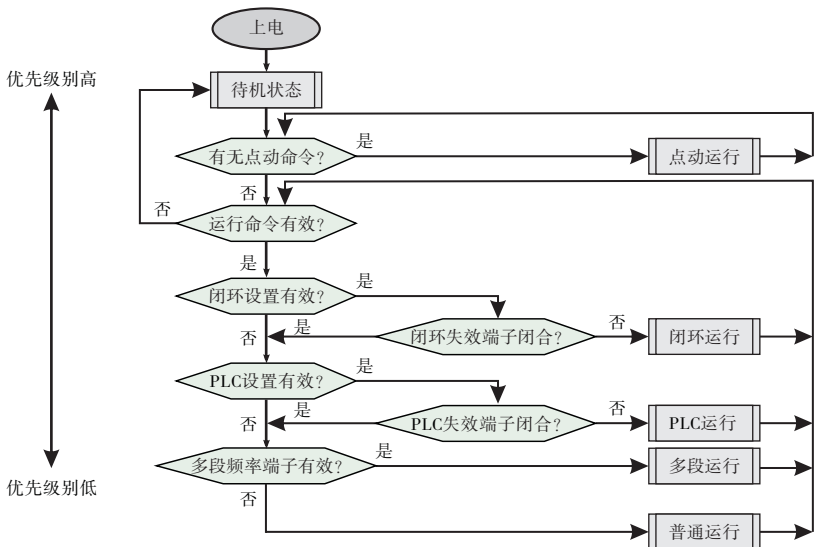 上电
优先级别高
待机状态
有无点动命令?
是
点动运行
否
否
运行命令有效?
是
闭环设置有效?
是
否
是
闭环失效端子闭合?
否
闭环运行
PLC设置有效?
是
否
是
PLC失效端子闭合?
否
PLC运行
多段频率端子有效?
是
多段运行
优先级别低
否
普通运行